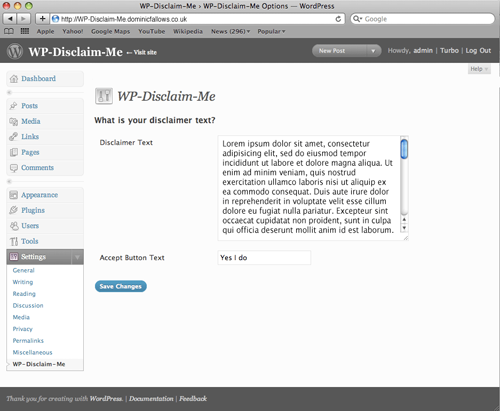 WP-Disclaim-Me › WP-Disclaim-Me Options — WordPress
http://WP-Disclaim-Me.dominicfallows.co.uk
Google
Apple Yahoo! Google Maps YouTube Wikipedia News (296) Popular
WP-Disclaim-Me ← Visit site
New Post
Howdy, admin | Turbo | Log Out
Help
Dashboard
Posts
Media
Links
Pages
Comments
Appearance
Plugins
Users
Tools
Settings
General
Writing
Reading
Discussion
Media
Privacy
Permalinks
Miscellaneous
WP-Disclaim-Me
WP-Disclaim-Me
What is your disclaimer text?
Disclaimer Text
Lorem ipsum dolor sit amet, consectetur
adipisicing elit, sed do eiusmod tempor
incididunt ut labore et dolore magna aliqua. Ut
enim ad minim veniam, quis nostrud
exercitation ullamco laboris nisi ut aliquip ex
ea commodo consequat. Duis aute irure dolor
in reprehenderit in voluptate velit esse cillum
dolore eu fugiat nulla pariatur. Excepteur sint
occaecat cupidatat non proident, sunt in culpa
qui officia deserunt mollit anim id est laborum.
Accept Button Text
Yes I do
Save Changes
Thank you for creating with WordPress. | Documentation | Feedback